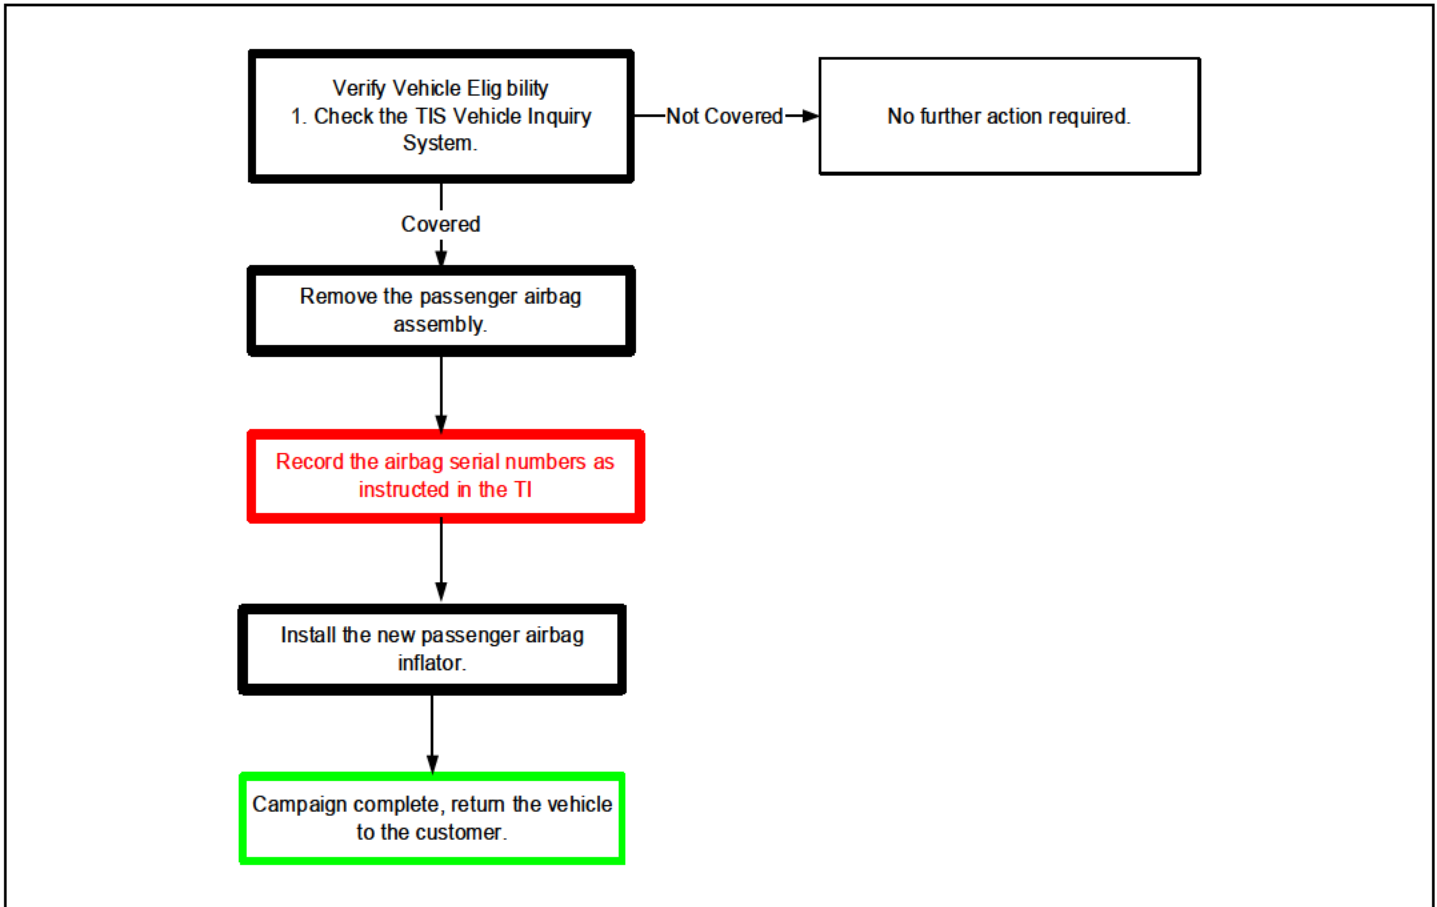 Verify Vehicle Elig bility
1. Check the TIS Vehicle Inquiry
System.
Not Covered
No further action required.
Covered
Remove the passenger airbag
assembly.
Record the airbag serial numbers as
instructed in the TI
Install the new passenger airbag
inflator.
Campaign complete, return the vehicle
to the customer.